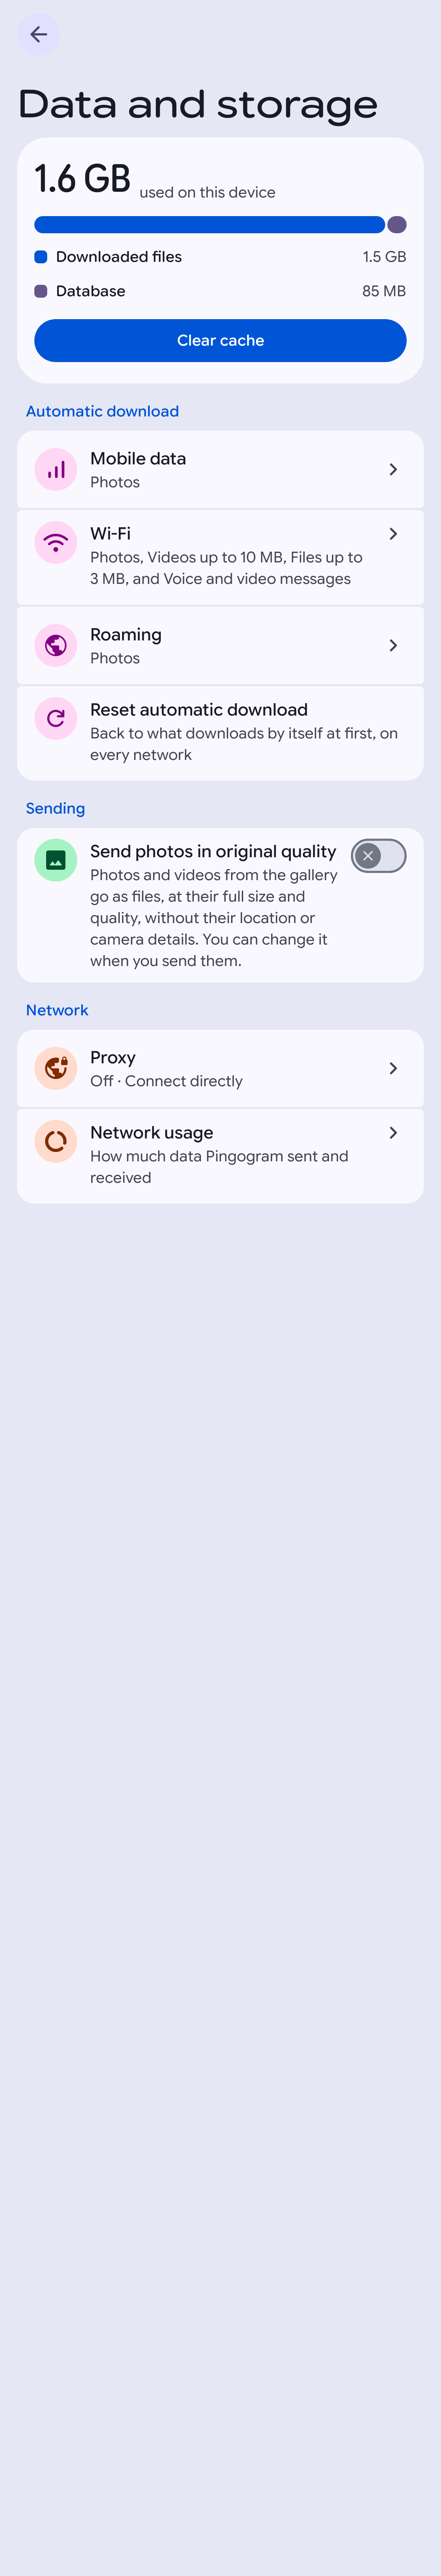 Data and storage
1.6 GB used on this device
Downloaded files 1.5 GB
Database 85 MB
Clear cache
Automatic download
Mobile data
Photos
Wi-Fi
Photos, Videos up to 10 MB, Files up to
3 MB, and Voice and video messages
Roaming
Photos
Reset automatic download
Back to what downloads by itself at first, on
every network
Sending
Send photos in original quality
Photos and videos from the gallery
go as files, at their full size and
quality, without their location or
camera details. You can change it
when you send them.
Network
Proxy
Off · Connect directly
Network usage
How much data Pingogram sent and
received